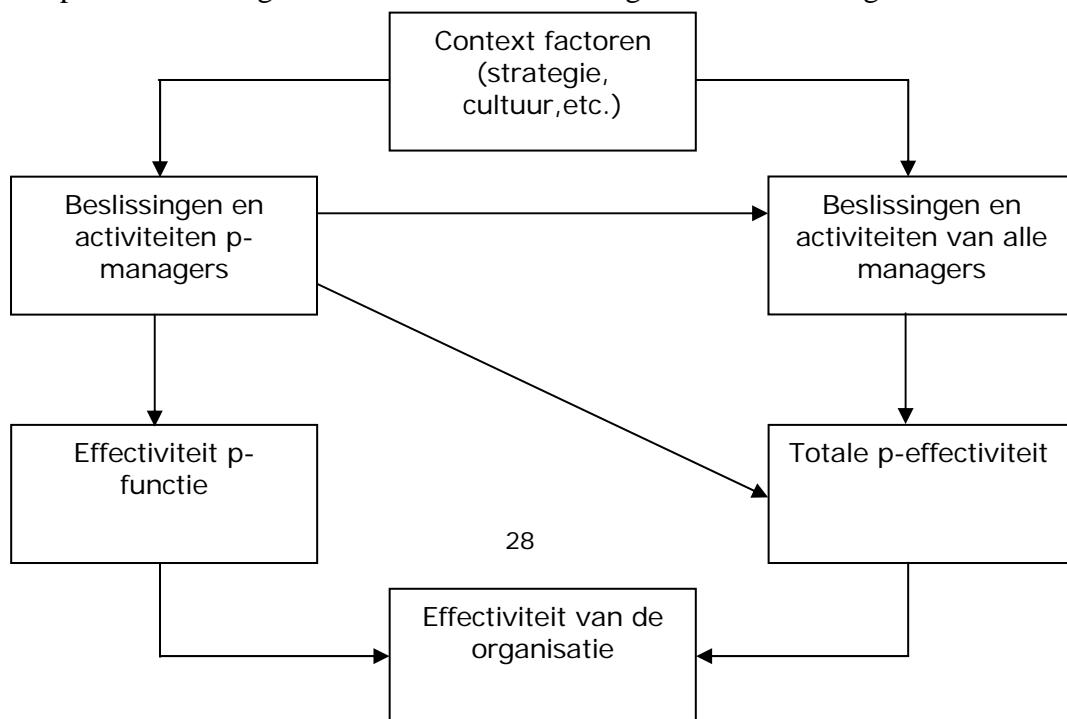 Context factoren
(strategie,
cultuur,etc.)
Beslissingen en
activiteiten p-
managers
Beslissingen en
activiteiten van alle
managers
Effectiviteit p-
functie
Totale p-effectiviteit
28
Effectiviteit van de
organisatie